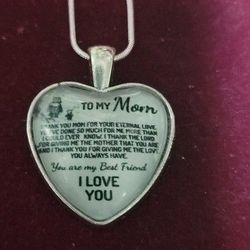 TO MY Mom
THANK YOU MOM FOR YOUR ETERNAL LOVE.
YOU'VE DONE SO MUCH FOR ME MORE THAN
I COULD EVER KNOW. I THANK THE LORD
FOR GIVING ME THE MOTHER THAT YOU ARE
AND I THANK YOU FOR GIVING ME THE LOVE
YOU ALWAYS HAVE.
You are my Best Friend
I LOVE
YOU